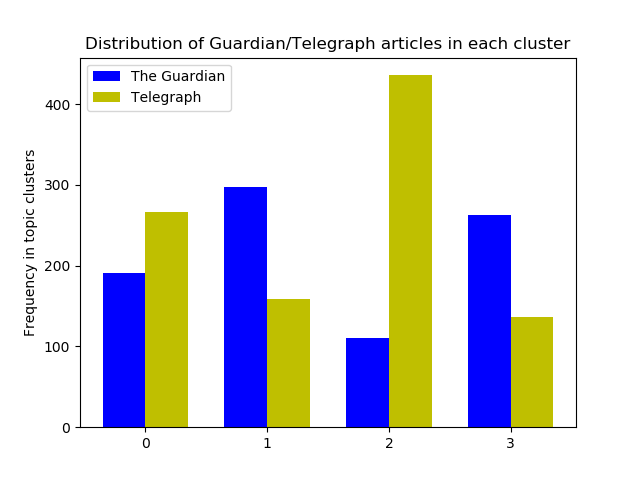 Distribution of Guardian/Telegraph articles in each cluster
The Guardian
Telegraph
Frequency in topic clusters
400
300
200
100
0
0 1 2 3